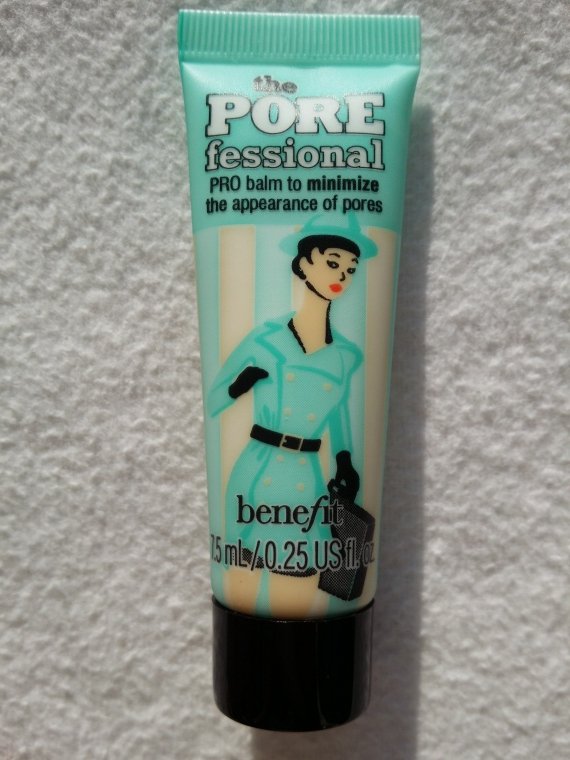 the
PORE
fessional
PRO balm to minimize
the appearance of pores
benefit
7.5 mL/0.25 US fl. oz.